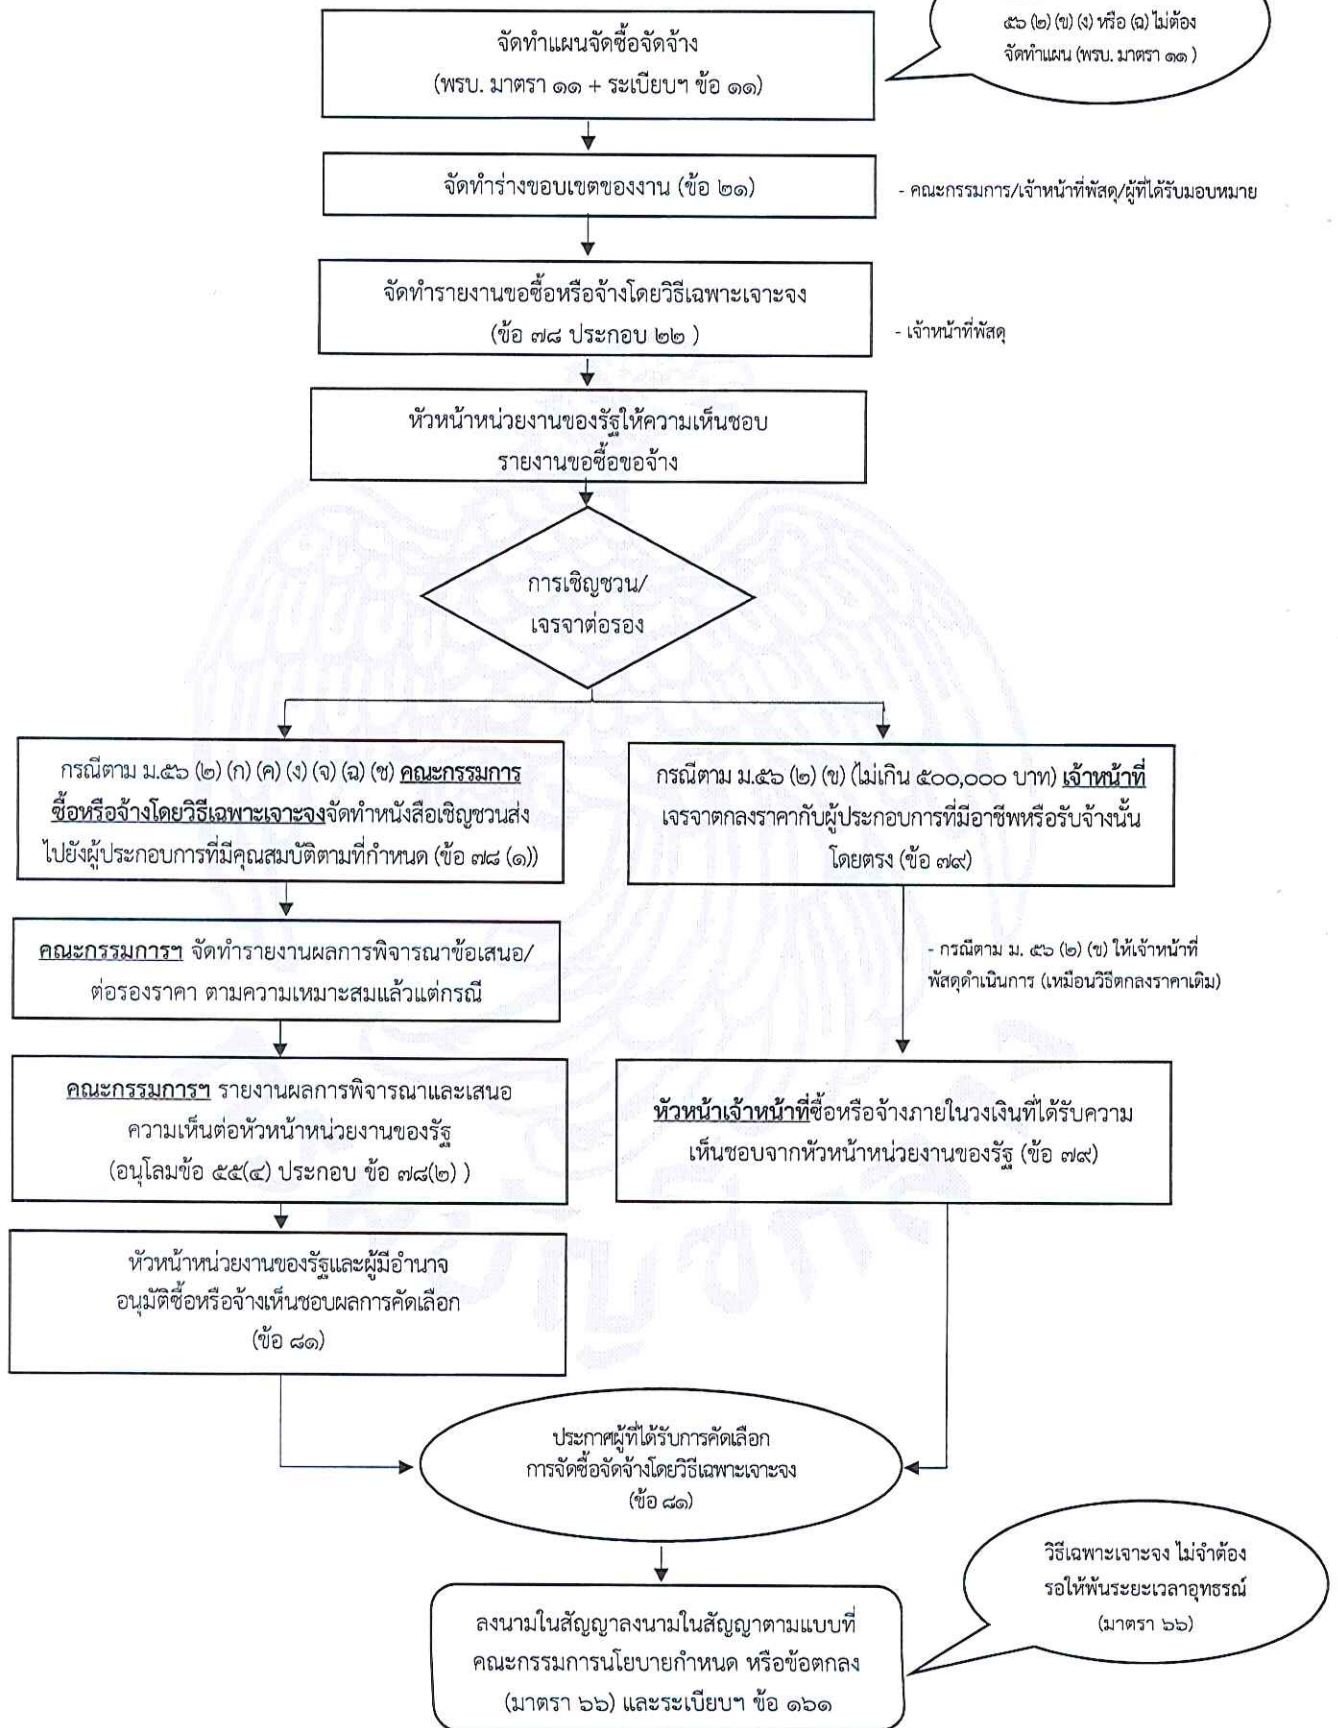 ๕๖ (๒) (ข) (ง) หรือ (ฉ) ไม่ต้อง
จัดทำแผน (พรบ. มาตรา ๑๑ )
จัดทำแผนจัดซื้อจัดจ้าง
(พรบ. มาตรา ๑๑ + ระเบียบฯ ข้อ ๑๑)
จัดทำร่างขอบเขตของงาน (ข้อ ๒๑)
- คณะกรรมการ/เจ้าหน้าที่พัสดุ/ผู้ที่ได้รับมอบหมาย
จัดทำรายงานขอซื้อหรือจ้างโดยวิธีเฉพาะเจาะจง
(ข้อ ๗๘ ประกอบ ๒๒ )
- เจ้าหน้าที่พัสดุ
หัวหน้าหน่วยงานของรัฐให้ความเห็นชอบ
รายงานขอซื้อขอจ้าง
การเชิญชวน/
เจรจาต่อรอง
กรณีตาม ม.๕๖ (๒) (ก) (ค) (ง) (จ) (ฉ) (ช) คณะกรรมการ
ซื้อหรือจ้างโดยวิธีเฉพาะเจาะจงจัดทำหนังสือเชิญชวนส่ง
ไปยังผู้ประกอบการที่มีคุณสมบัติตามที่กำหนด (ข้อ ๗๘ (๑))
กรณีตาม ม.๕๖ (๒) (ข) (ไม่เกิน ๕๐๐,๐๐๐ บาท) เจ้าหน้าที่
เจรจาตกลงราคากับผู้ประกอบการที่มีอาชีพหรือรับจ้างนั้น
โดยตรง (ข้อ ๗๙)
คณะกรรมการฯ จัดทำรายงานผลการพิจารณาข้อเสนอ/
ต่อรองราคา ตามความเหมาะสมแล้วแต่กรณี
- กรณีตาม ม. ๕๖ (๒) (ข) ให้เจ้าหน้าที่
พัสดุดำเนินการ (เหมือนวิธีตกลงราคาเดิม)
คณะกรรมการฯ รายงานผลการพิจารณาและเสนอ
ความเห็นต่อหัวหน้าหน่วยงานของรัฐ
(อนุโลมข้อ ๕๕(๔) ประกอบ ข้อ ๗๘(๒) )
หัวหน้าเจ้าหน้าที่ซื้อหรือจ้างภายในวงเงินที่ได้รับความ
เห็นชอบจากหัวหน้าหน่วยงานของรัฐ (ข้อ ๗๙)
หัวหน้าหน่วยงานของรัฐและผู้มีอำนาจ
อนุมัติซื้อหรือจ้างเห็นชอบผลการคัดเลือก
(ข้อ ๘๑)
ประกาศผู้ที่ได้รับการคัดเลือก
การจัดซื้อจัดจ้างโดยวิธีเฉพาะเจาะจง
(ข้อ ๘๑)
วิธีเฉพาะเจาะจง ไม่จำต้อง
รอให้พ้นระยะเวลาอุทธรณ์
(มาตรา ๖๖)
ลงนามในสัญญาลงนามในสัญญาตามแบบที่
คณะกรรมการนโยบายกำหนด หรือข้อตกลง
(มาตรา ๖๖) และระเบียบฯ ข้อ ๑๖๑